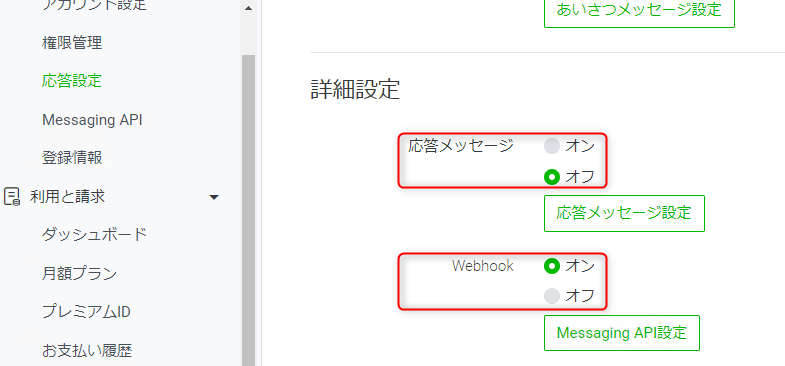 アカウント設定
権限管理
応答設定
Messaging API
登録情報
利用と請求
ダッシュボード
月額プラン
プレミアムID
お支払い履歴
あいさつメッセージ設定
詳細設定
応答メッセージ オン
オフ
応答メッセージ設定
Webhook オン
オフ
Messaging API設定